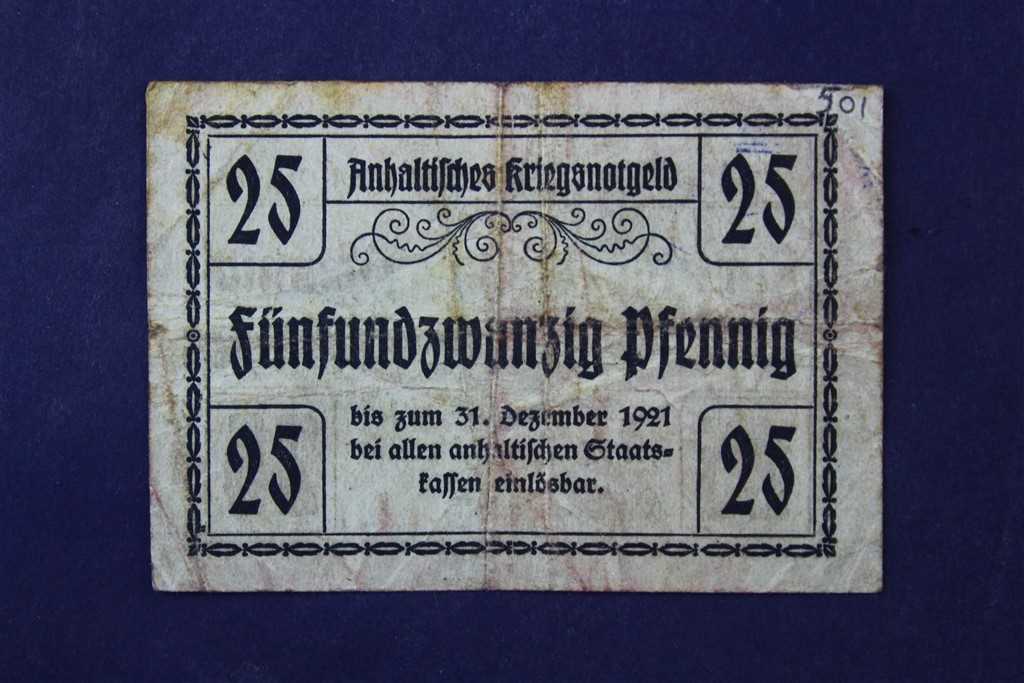 501
25 Anhaltisches Kriegsnotgeld 25
Fünfundzwanzig Pfennig
bis zum 31. Dezember 1921
bei allen anhaltischen Staats-
kassen einlösbar.
25 25